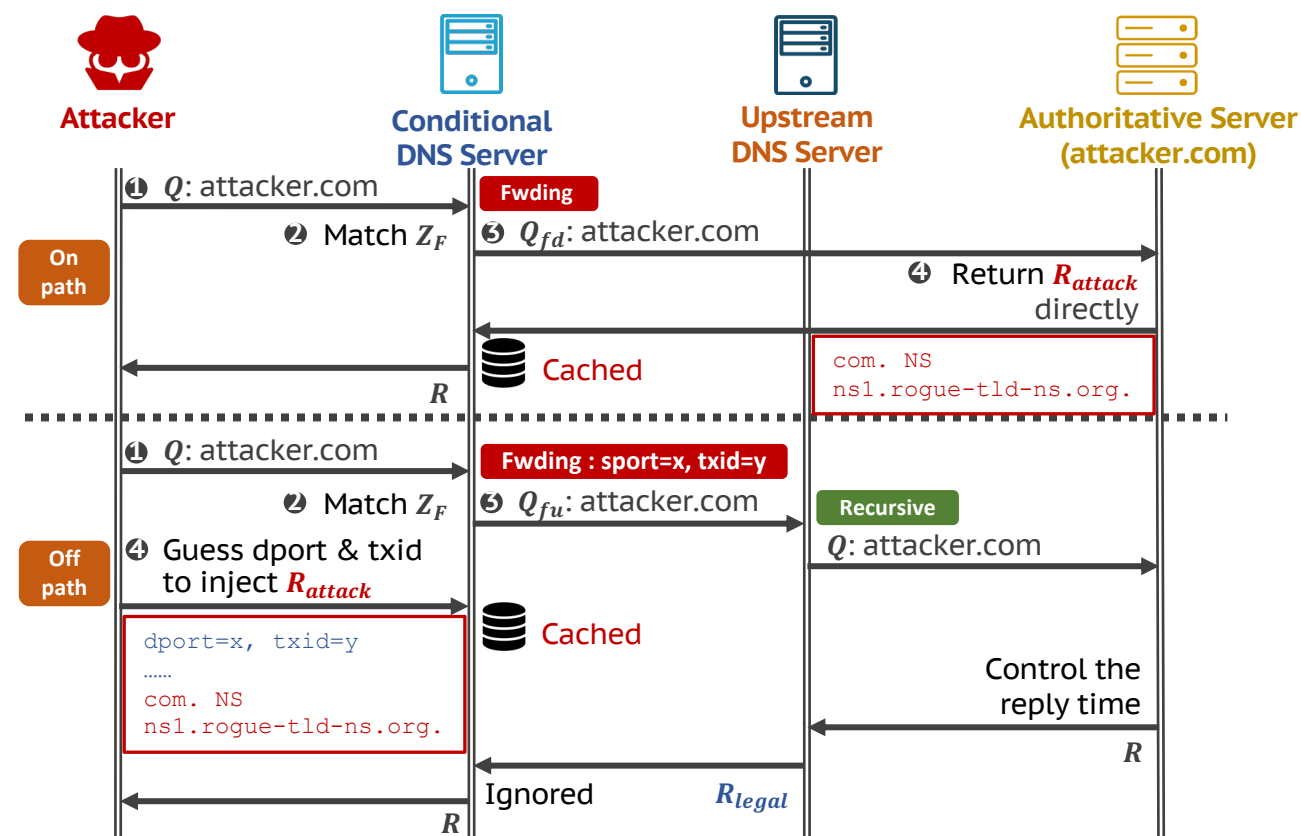 Attacker
Conditional
DNS Server
Upstream
DNS Server
Authoritative Server
(attacker.com)
On
path
❶ Q: attacker.com
Fwding
❷ Match Z_F
❸ Q_fd: attacker.com
❹ Return R_attack
directly
com. NS
ns1.rogue-tld-ns.org.
Cached
R
Off
path
❶ Q: attacker.com
Fwding : sport=x, txid=y
❷ Match Z_F
❸ Q_fu: attacker.com
Recursive
Q: attacker.com
❹ Guess dport & txid
to inject R_attack
dport=x, txid=y
……
com. NS
ns1.rogue-tld-ns.org.
Cached
Control the
reply time
R
Ignored
R_legal
R